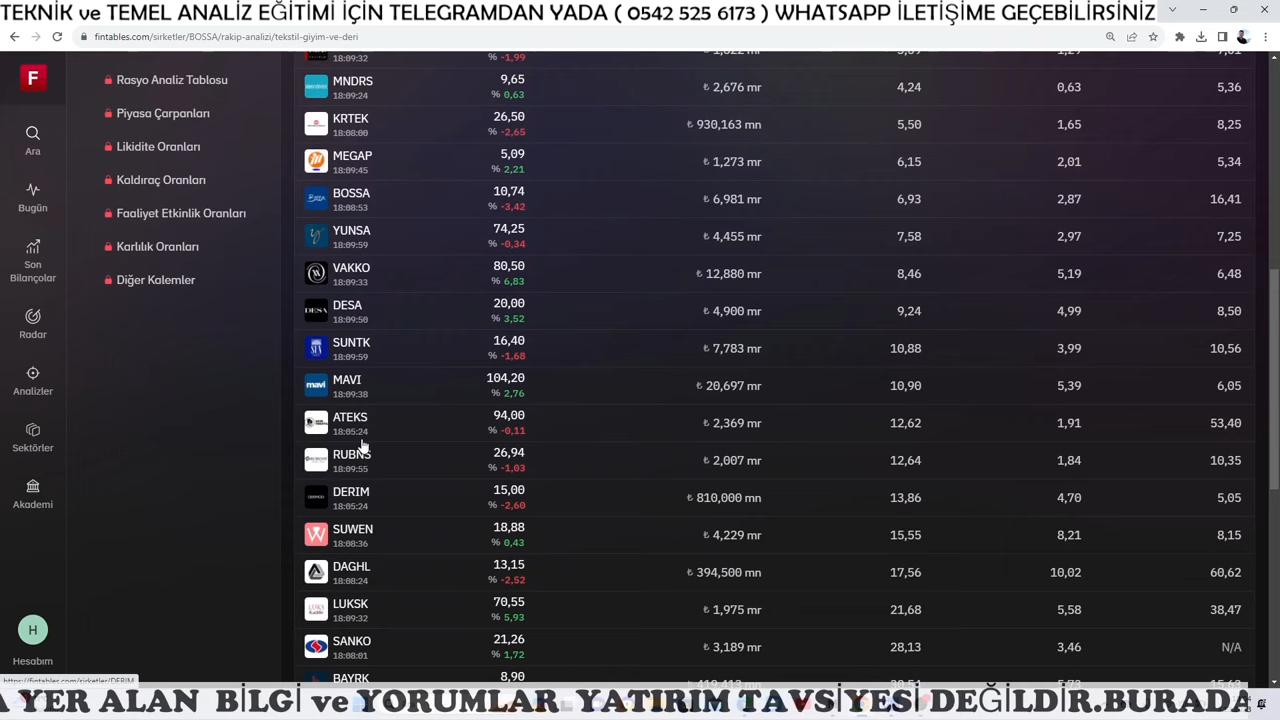 TEKNİK ve TEMEL ANALİZ EĞİTİMİ İÇİN TELEGRAMDAN YADA ( 0542 525 6173 ) WHATSAPP İLETİŞİME GEÇEBİLİRSİNİZ
fintables.com/sirketler/BOSSA/rakip-analizi/tekstil-giyim-ve-deri
18:09:32 % -1,99
Rasyo Analiz Tablosu
Piyasa Çarpanları
Likidite Oranları
Kaldıraç Oranları
Faaliyet Etkinlik Oranları
Karlılık Oranları
Diğer Kalemler
F
Ara
Bugün
Son Bilançolar
Radar
Analizler
Sektörler
Akademi
H
Hesabım
MNDRS 9,65 ₺ 2,676 mr 4,24 0,63 5,36
18:09:24 % 0,63
KRTEK 26,50 ₺ 930,163 mn 5,50 1,65 8,25
18:08:00 % -2,65
MEGAP 5,09 ₺ 1,273 mr 6,15 2,01 5,34
18:09:45 % 2,21
BOSSA 10,74 ₺ 6,981 mr 6,93 2,87 16,41
18:08:53 % -3,42
YUNSA 74,25 ₺ 4,455 mr 7,58 2,97 7,25
18:09:59 % -0,34
VAKKO 80,50 ₺ 12,880 mr 8,46 5,19 6,48
18:09:33 % 6,83
DESA 20,00 ₺ 4,900 mr 9,24 4,99 8,50
18:09:50 % 3,52
SUNTK 16,40 ₺ 7,783 mr 10,88 3,99 10,56
18:09:59 % -1,68
MAVI 104,20 ₺ 20,697 mr 10,90 5,39 6,05
18:09:38 % 2,76
ATEKS 94,00 ₺ 2,369 mr 12,62 1,91 53,40
18:05:24 % -0,11
RUBNS 26,94 ₺ 2,007 mr 12,64 1,84 10,35
18:09:55 % -1,03
DERIM 15,00 ₺ 810,000 mn 13,86 4,70 5,05
18:05:24 % -2,60
SUWEN 18,88 ₺ 4,229 mr 15,55 8,21 8,15
18:08:36 % 0,43
DAGHL 13,15 ₺ 394,500 mn 17,56 10,02 60,62
18:08:24 % -2,52
LUKSK 70,55 ₺ 1,975 mr 21,68 5,58 38,47
18:09:32 % 5,93
SANKO 21,26 ₺ 3,189 mr 28,13 3,46 N/A
18:08:01 % 1,72
BAYRK 8,90
https://fintables.com/sirketler/DERIM
A YER ALAN BİLGİ ve YORUMLAR YATIRIM TAVSİYESİ DEĞİLDİR.BURADA